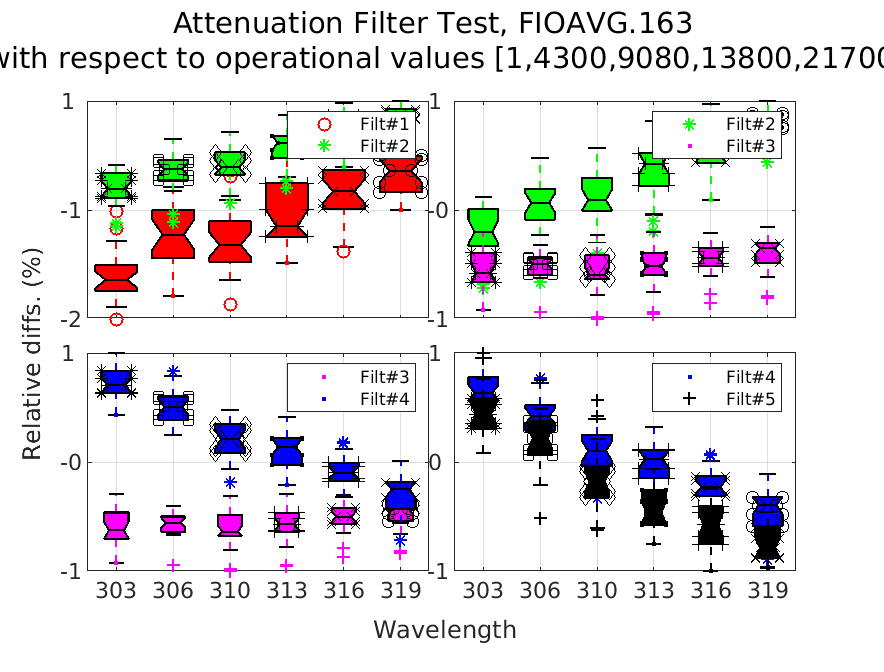 Attenuation Filter Test, FIOAVG.163
with respect to operational values [1,4300,9080,13800,21700
1
-1
-2
Filt#1
Filt#2
1
-0
-1
Filt#2
Filt#3
Relative diffs. (%)
1
-0
-1
Filt#3
Filt#4
303 306 310 313 316 319
1
-0
-1
Filt#4
Filt#5
303 306 310 313 316 319
Wavelength